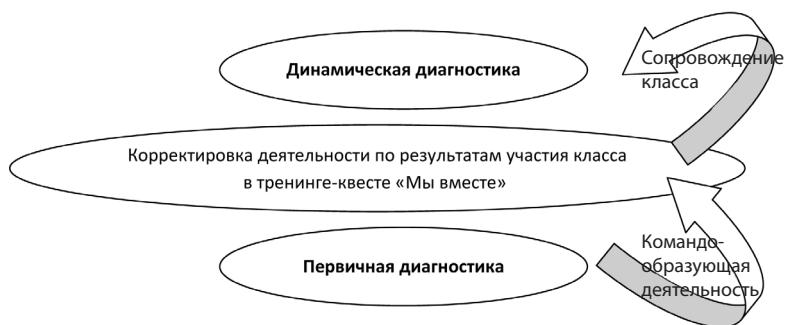 Динамическая диагностика
Сопровождение
класса
Корректировка деятельности по результатам участия класса
в тренинге-квесте «Мы вместе»
Первичная диагностика
Командо-
образующая
деятельность